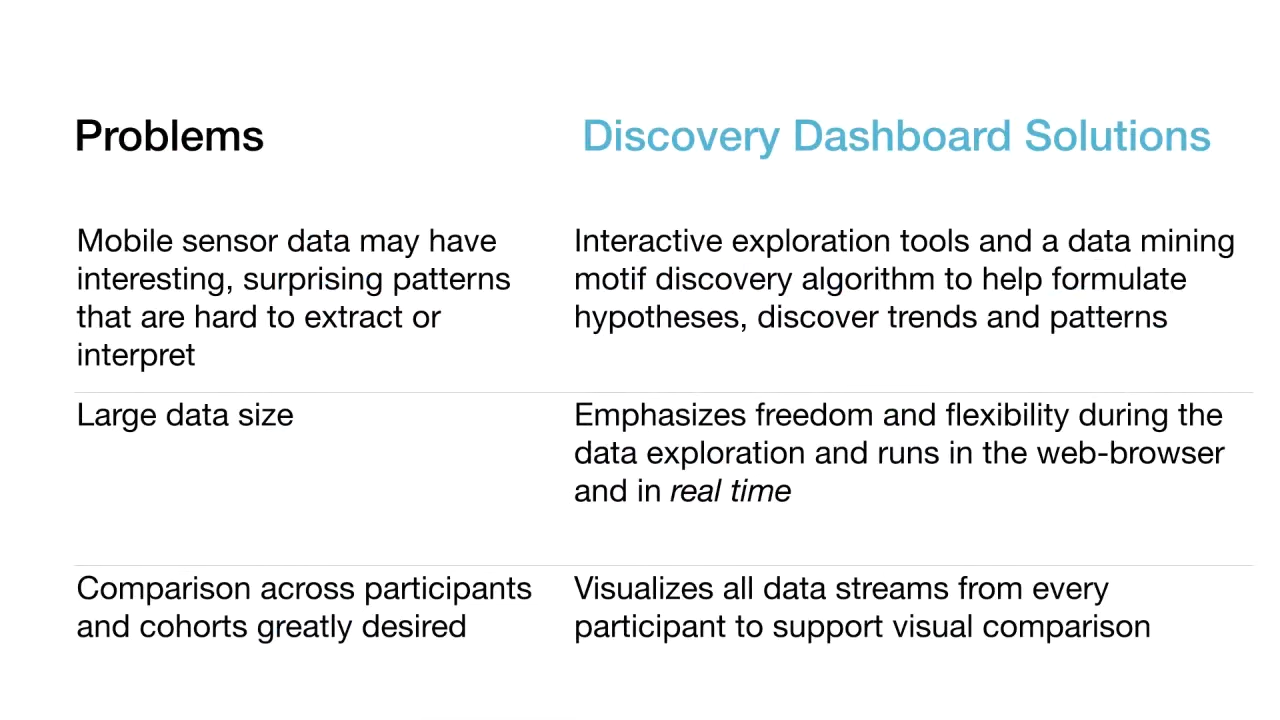 Problems
Discovery Dashboard Solutions
Mobile sensor data may have
interesting, surprising patterns
that are hard to extract or
interpret
Interactive exploration tools and a data mining
motif discovery algorithm to help formulate
hypotheses, discover trends and patterns
Large data size
Emphasizes freedom and flexibility during the
data exploration and runs in the web-browser
and in real time
Comparison across participants
and cohorts greatly desired
Visualizes all data streams from every
participant to support visual comparison